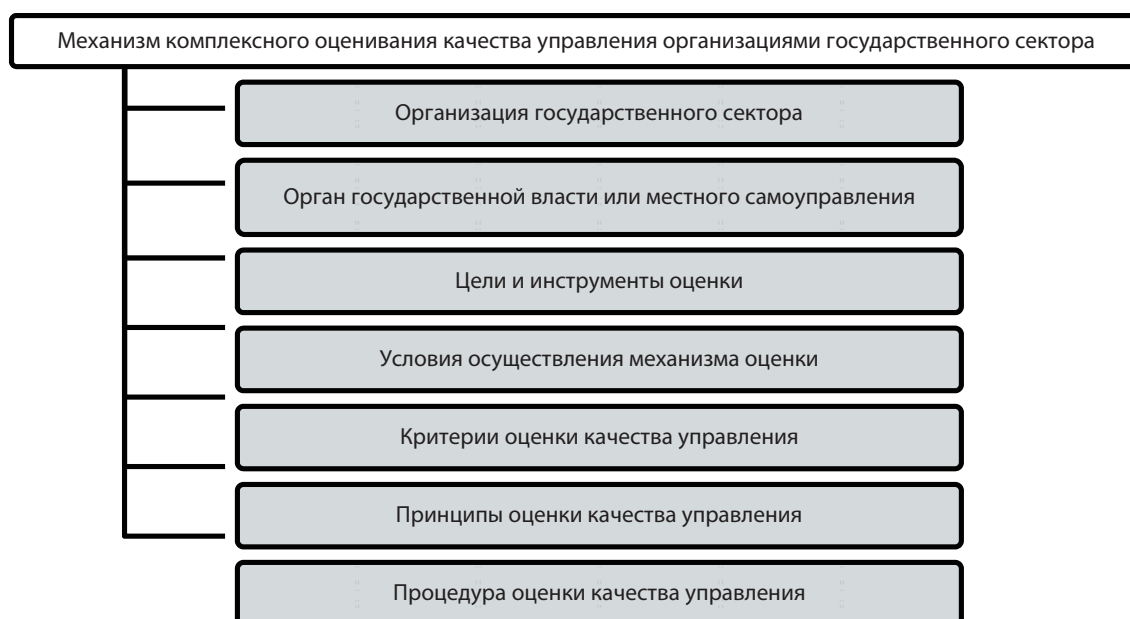 Механизм комплексного оценивания качества управления организациями государственного сектора
Организация государственного сектора
Орган государственной власти или местного самоуправления
Цели и инструменты оценки
Условия осуществления механизма оценки
Критерии оценки качества управления
Принципы оценки качества управления
Процедура оценки качества управления